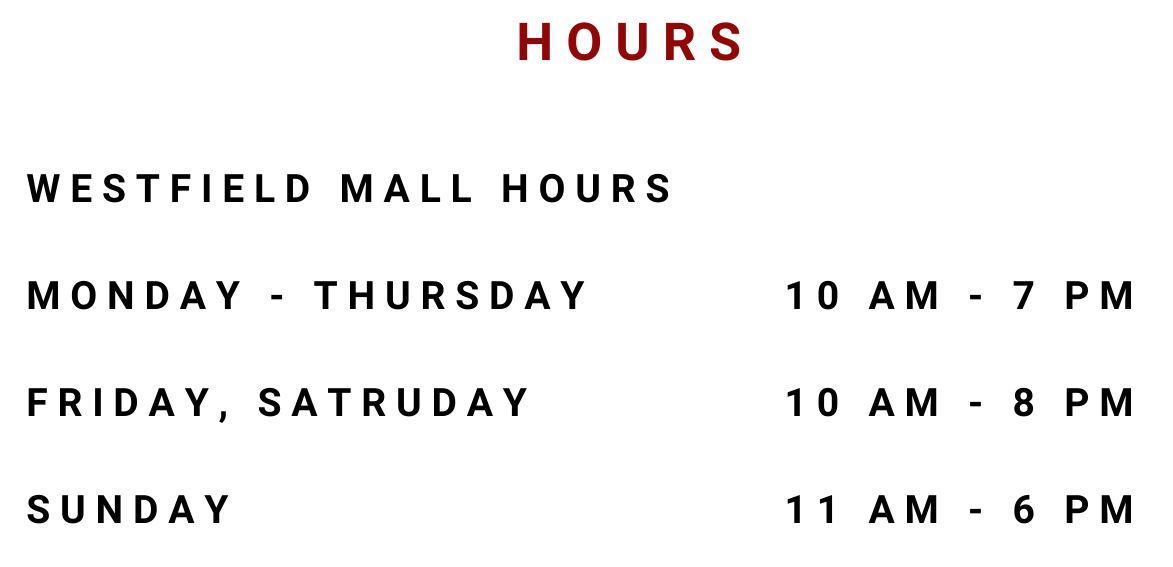 HOURS
WESTFIELD MALL HOURS
MONDAY - THURSDAY 10 AM - 7 PM
FRIDAY, SATRUDAY 10 AM - 8 PM
SUNDAY 11 AM - 6 PM